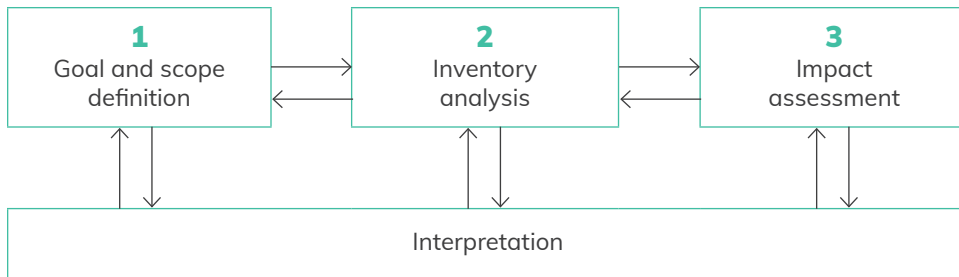 1
Goal and scope
definition
2
Inventory
analysis
3
Impact
assessment
Interpretation